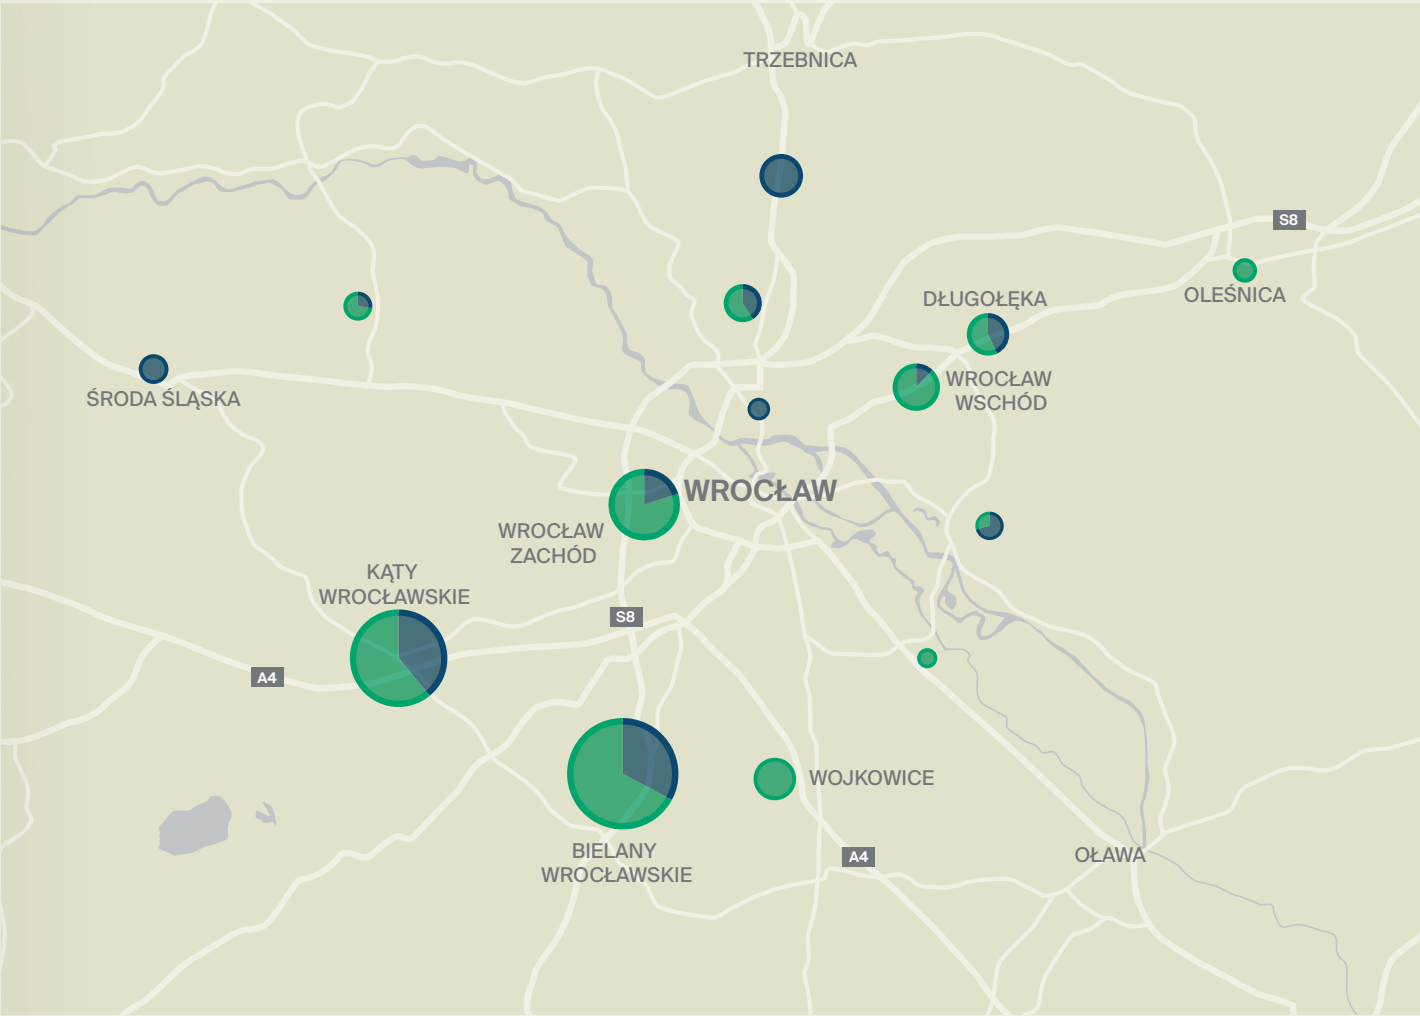 TRZEBNICA
S8
DŁUGOŁĘKA
OLEŚNICA
WROCŁAW
WSCHÓD
ŚRODA ŚLĄSKA
WROCŁAW
WROCŁAW
ZACHÓD
KĄTY
WROCŁAWSKIE
S8
A4
WOJKOWICE
BIELANY
WROCŁAWSKIE
A4
OŁAWA